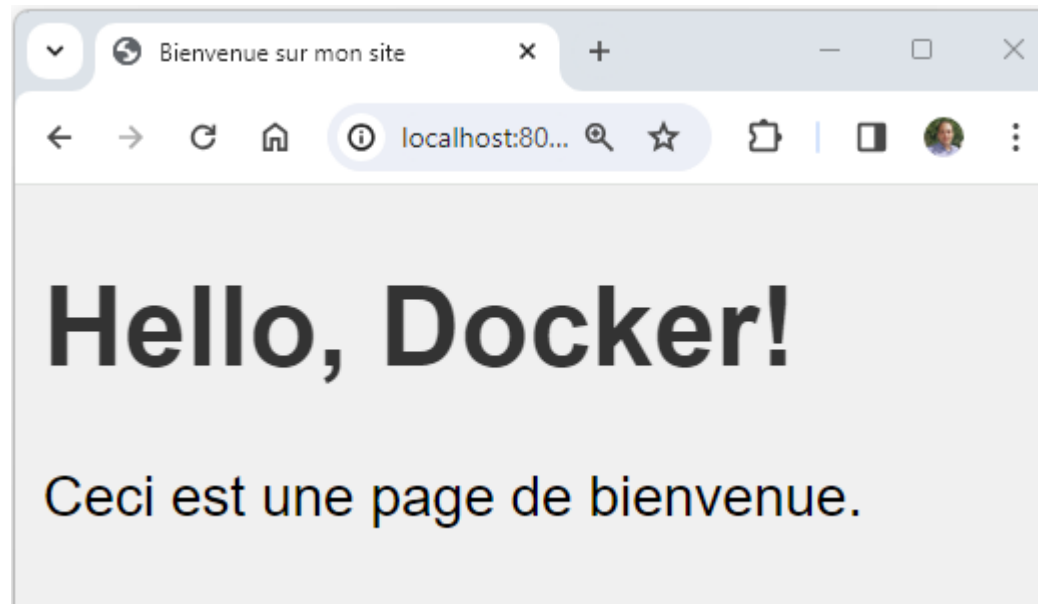 Bienvenue sur mon site
localhost:80...
Hello, Docker!
Ceci est une page de bienvenue.